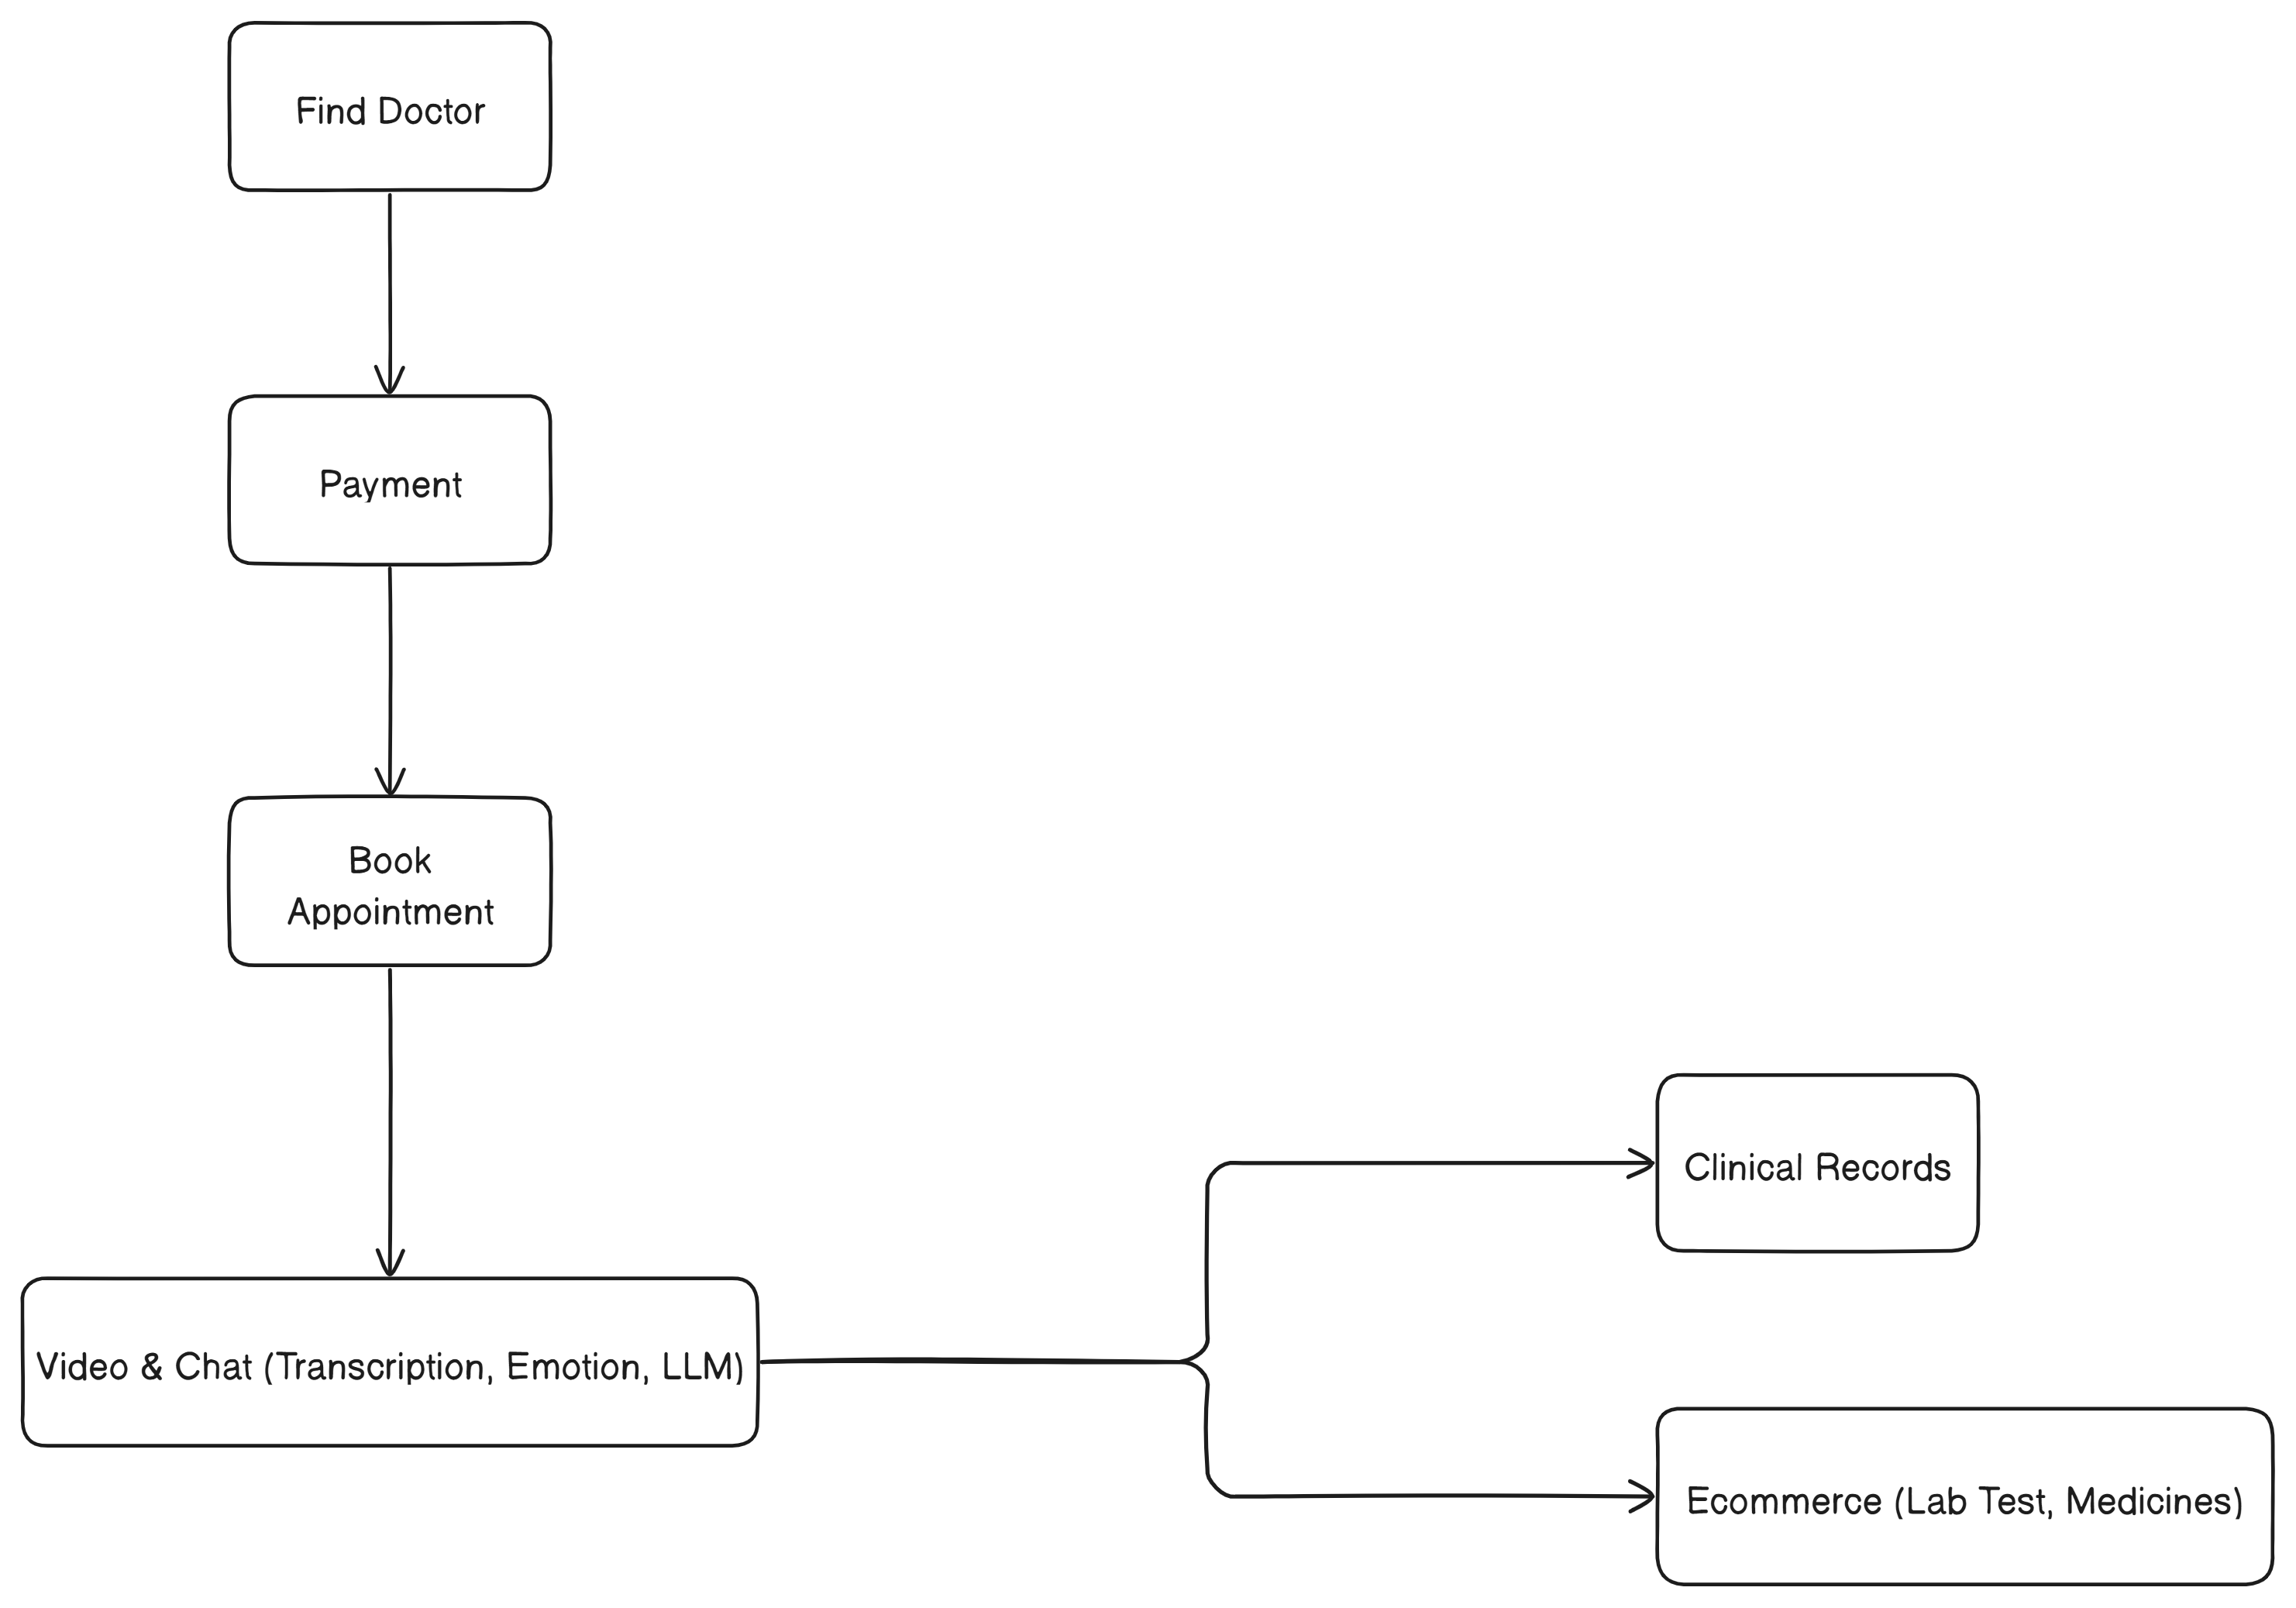 Find Doctor
Payment
Book
Appointment
Video & Chat (Transcription, Emotion, LLM)
Clinical Records
Ecommerce (Lab Test, Medicines)